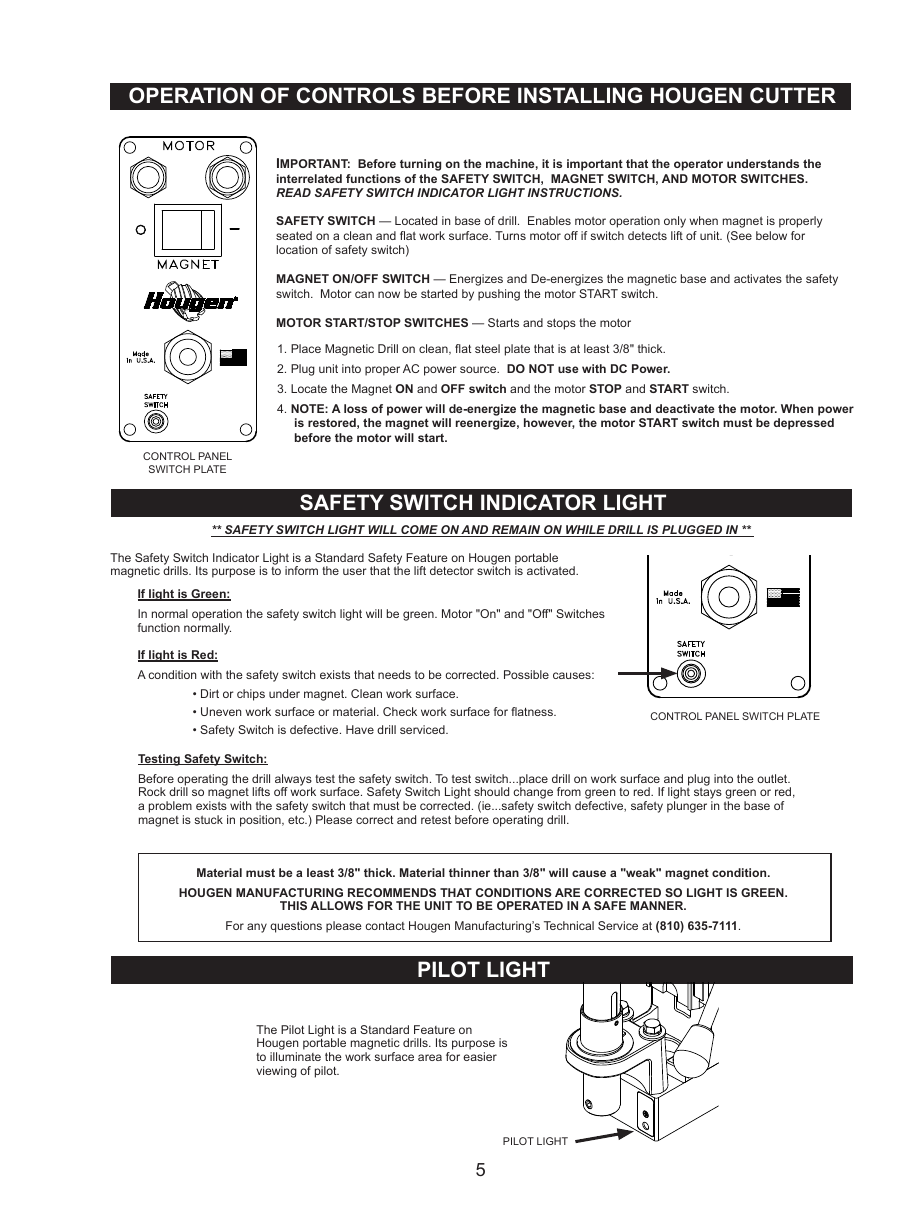 OPERATION OF CONTROLS BEFORE INSTALLING HOUGEN CUTTER
MOTOR
MAGNET
Hougen
Made
In U.S.A.
SAFETY
SWITCH
CONTROL PANEL
SWITCH PLATE
IMPORTANT:  Before turning on the machine, it is important that the operator understands the
interrelated functions of the SAFETY SWITCH,  MAGNET SWITCH, AND MOTOR SWITCHES.
READ SAFETY SWITCH INDICATOR LIGHT INSTRUCTIONS.
SAFETY SWITCH — Located in base of drill.  Enables motor operation only when magnet is properly
seated on a clean and flat work surface. Turns motor off if switch detects lift of unit. (See below for
location of safety switch)
MAGNET ON/OFF SWITCH — Energizes and De-energizes the magnetic base and activates the safety
switch.  Motor can now be started by pushing the motor START switch.
MOTOR START/STOP SWITCHES — Starts and stops the motor
1. Place Magnetic Drill on clean, flat steel plate that is at least 3/8" thick.
2. Plug unit into proper AC power source.  DO NOT use with DC Power.
3. Locate the Magnet ON and OFF switch and the motor STOP and START switch.
4. NOTE: A loss of power will de-energize the magnetic base and deactivate the motor. When power
is restored, the magnet will reenergize, however, the motor START switch must be depressed
before the motor will start.
SAFETY SWITCH INDICATOR LIGHT
** SAFETY SWITCH LIGHT WILL COME ON AND REMAIN ON WHILE DRILL IS PLUGGED IN **
The Safety Switch Indicator Light is a Standard Safety Feature on Hougen portable
magnetic drills. Its purpose is to inform the user that the lift detector switch is activated.
If light is Green:
In normal operation the safety switch light will be green. Motor "On" and "Off" Switches
function normally.
If light is Red:
A condition with the safety switch exists that needs to be corrected. Possible causes:
• Dirt or chips under magnet. Clean work surface.
• Uneven work surface or material. Check work surface for flatness.
• Safety Switch is defective. Have drill serviced.
Made
In U.S.A.
SAFETY
SWITCH
CONTROL PANEL SWITCH PLATE
Testing Safety Switch:
Before operating the drill always test the safety switch. To test switch...place drill on work surface and plug into the outlet.
Rock drill so magnet lifts off work surface. Safety Switch Light should change from green to red. If light stays green or red,
a problem exists with the safety switch that must be corrected. (ie...safety switch defective, safety plunger in the base of
magnet is stuck in position, etc.) Please correct and retest before operating drill.
Material must be a least 3/8" thick. Material thinner than 3/8" will cause a "weak" magnet condition.
HOUGEN MANUFACTURING RECOMMENDS THAT CONDITIONS ARE CORRECTED SO LIGHT IS GREEN.
THIS ALLOWS FOR THE UNIT TO BE OPERATED IN A SAFE MANNER.
For any questions please contact Hougen Manufacturing’s Technical Service at (810) 635-7111.
PILOT LIGHT
The Pilot Light is a Standard Feature on
Hougen portable magnetic drills. Its purpose is
to illuminate the work surface area for easier
viewing of pilot.
PILOT LIGHT
5